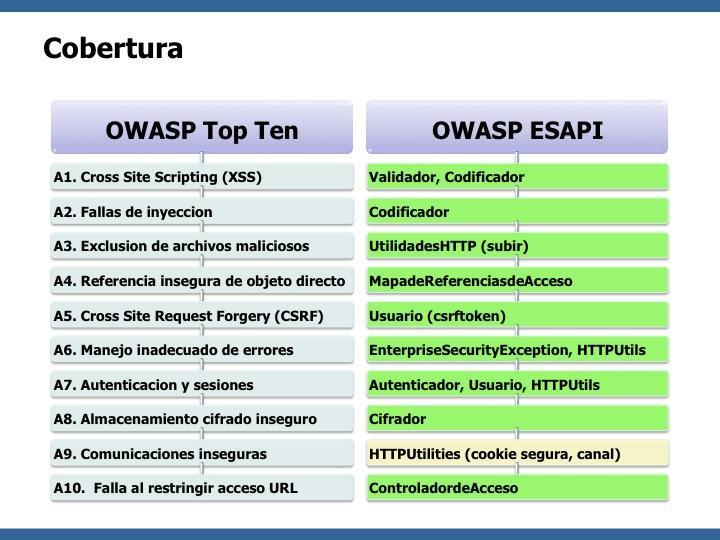 Cobertura
OWASP Top Ten
OWASP ESAPI
A1. Cross Site Scripting (XSS)
Validador, Codificador
A2. Fallas de inyeccion
Codificador
A3. Exclusion de archivos maliciosos
UtilidadesHTTP (subir)
A4. Referencia insegura de objeto directo
MapadeReferenciasdeAcceso
A5. Cross Site Request Forgery (CSRF)
Usuario (csrftoken)
A6. Manejo inadecuado de errores
EnterpriseSecurityException, HTTPUtils
A7. Autenticacion y sesiones
Autenticador, Usuario, HTTPUtils
A8. Almacenamiento cifrado inseguro
Cifrador
A9. Comunicaciones inseguras
HTTPUtilities (cookie segura, canal)
A10. Falla al restringir acceso URL
ControladordeAcceso